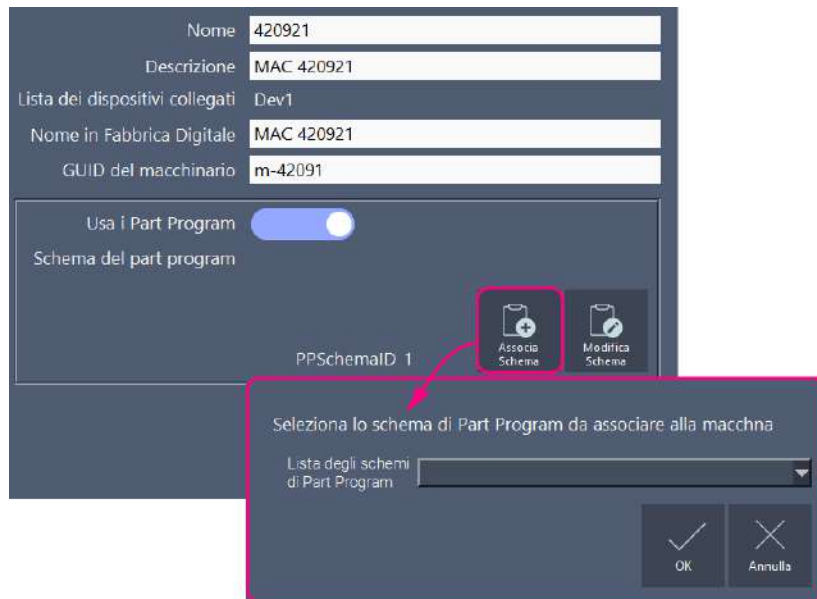 Nome 420921
Descrizione MAC 420921
Lista dei dispositivi collegati Dev1
Nome in Fabbrica Digitale MAC 420921
GUID del macchinario m-42091
Usa i Part Program
Schema del part program
PPSchemaID 1
Associa
Schema
Modifica
Schema
Seleziona lo schema di Part Program da associare alla macchna
Lista degli schemi
di Part Program
OK
Annulla